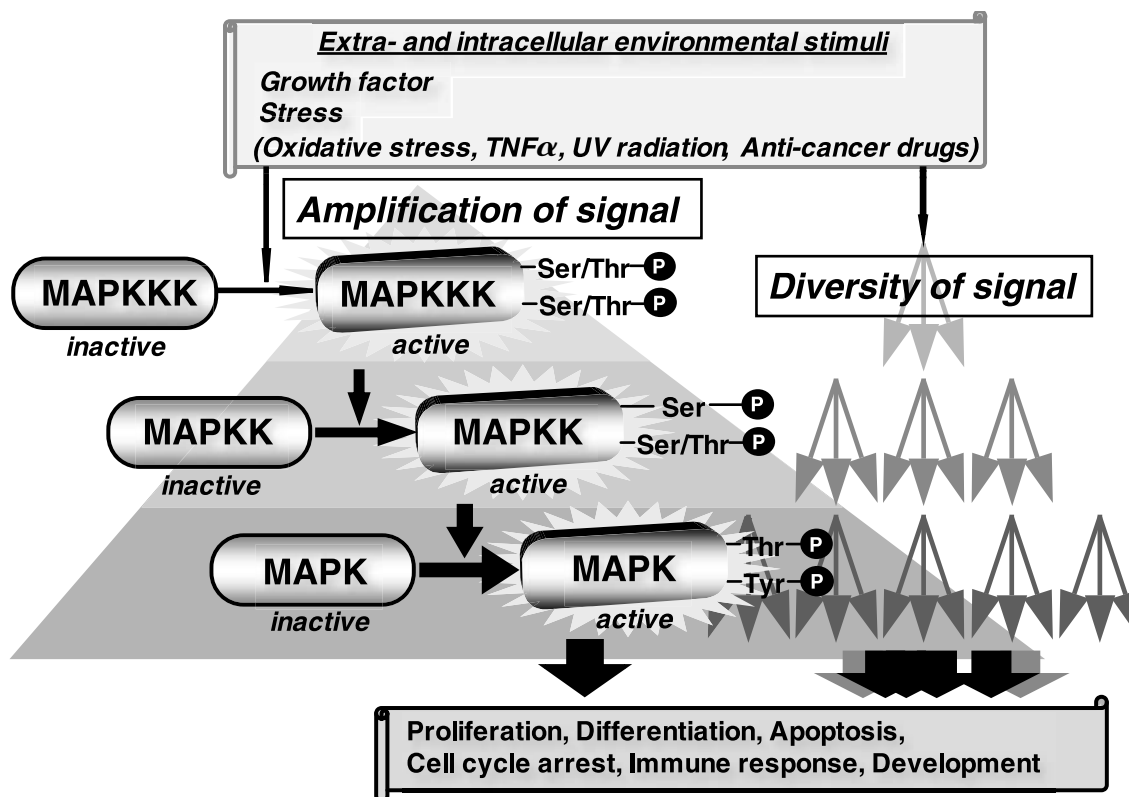 Extra- and intracellular environmental stimuli
Growth factor
Stress
(Oxidative stress, TNFα, UV radiation, Anti-cancer drugs)
Amplification of signal
Diversity of signal
MAPKKK
inactive
MAPKKK
active
Ser/Thr P
Ser/Thr P
MAPKK
inactive
MAPKK
active
Ser P
Ser/Thr P
MAPK
inactive
MAPK
active
Thr P
Tyr P
Proliferation, Differentiation, Apoptosis,
Cell cycle arrest, Immune response, Development